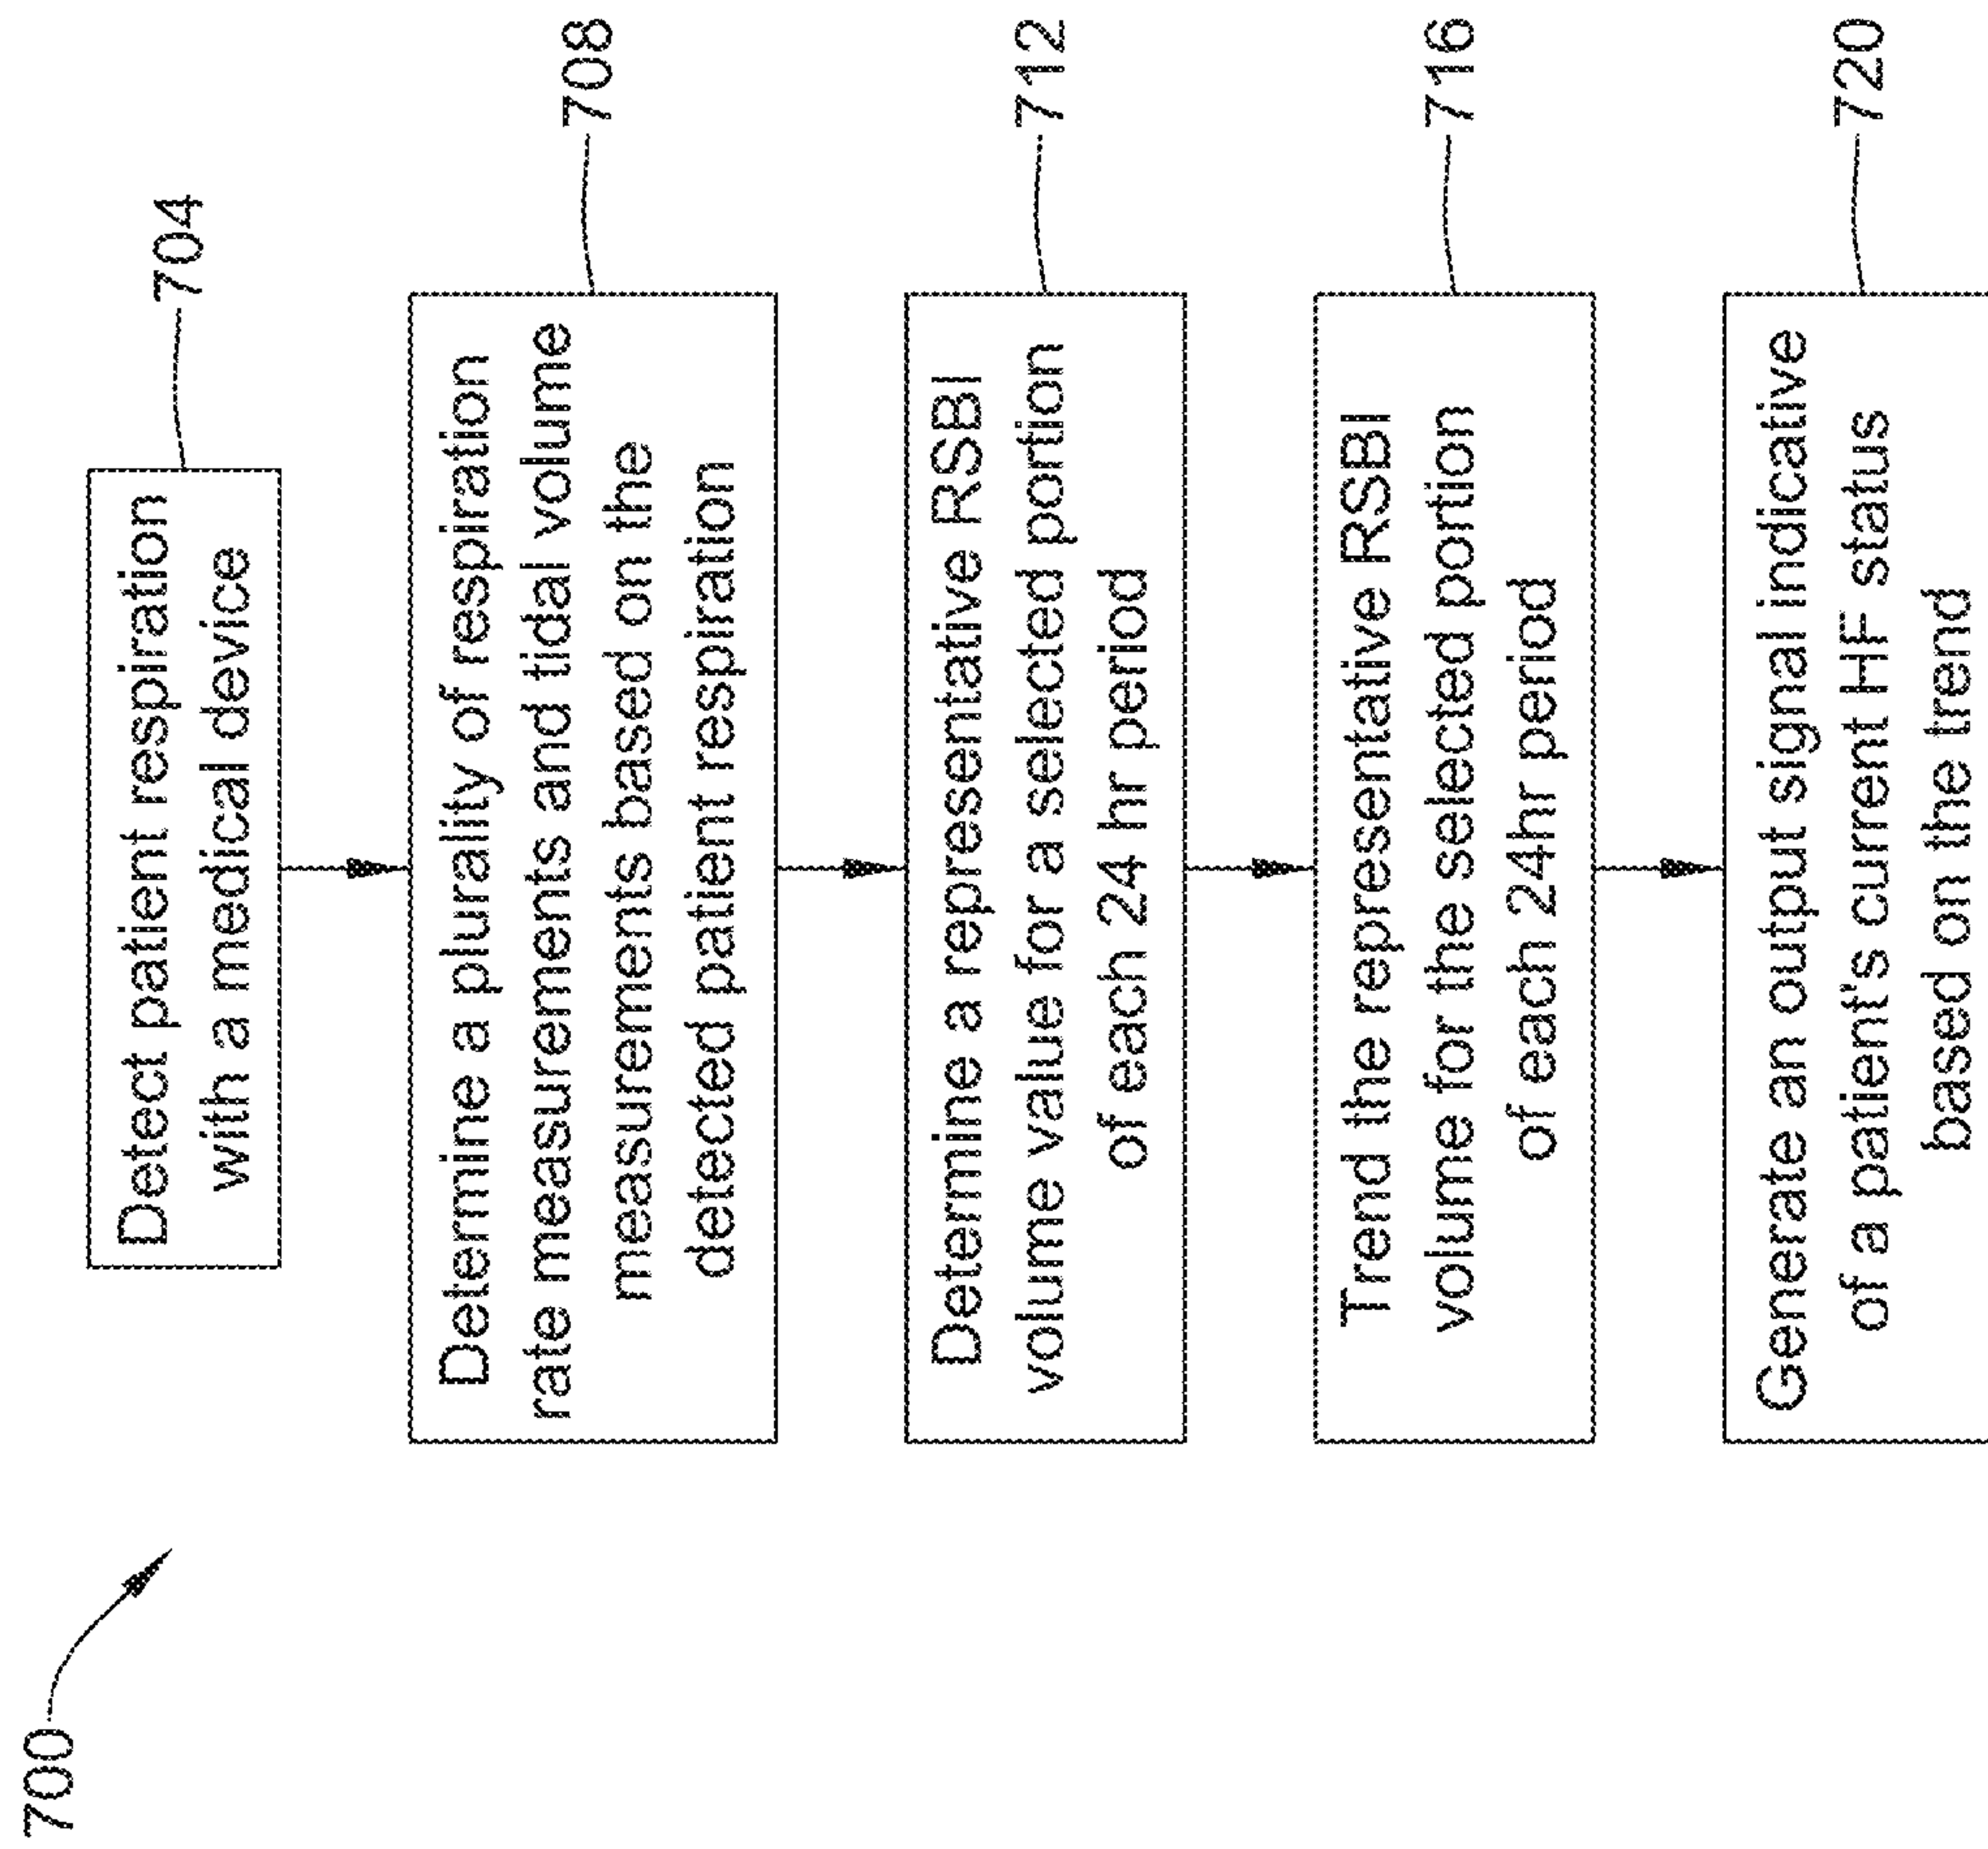 700
Detect patient respiration
with a medical device
704
Determine a plurality of respiration
rate measurements and tidal volume
measurements based on the
detected patient respiration
708
Determine a representative RSBI
volume value for a selected portion
of each 24 hr period
712
Trend the representative RSBI
volume for the selected portion
of each 24hr period
716
Generate an output signal indicative
of a patient's current HF status
based on the trend
720